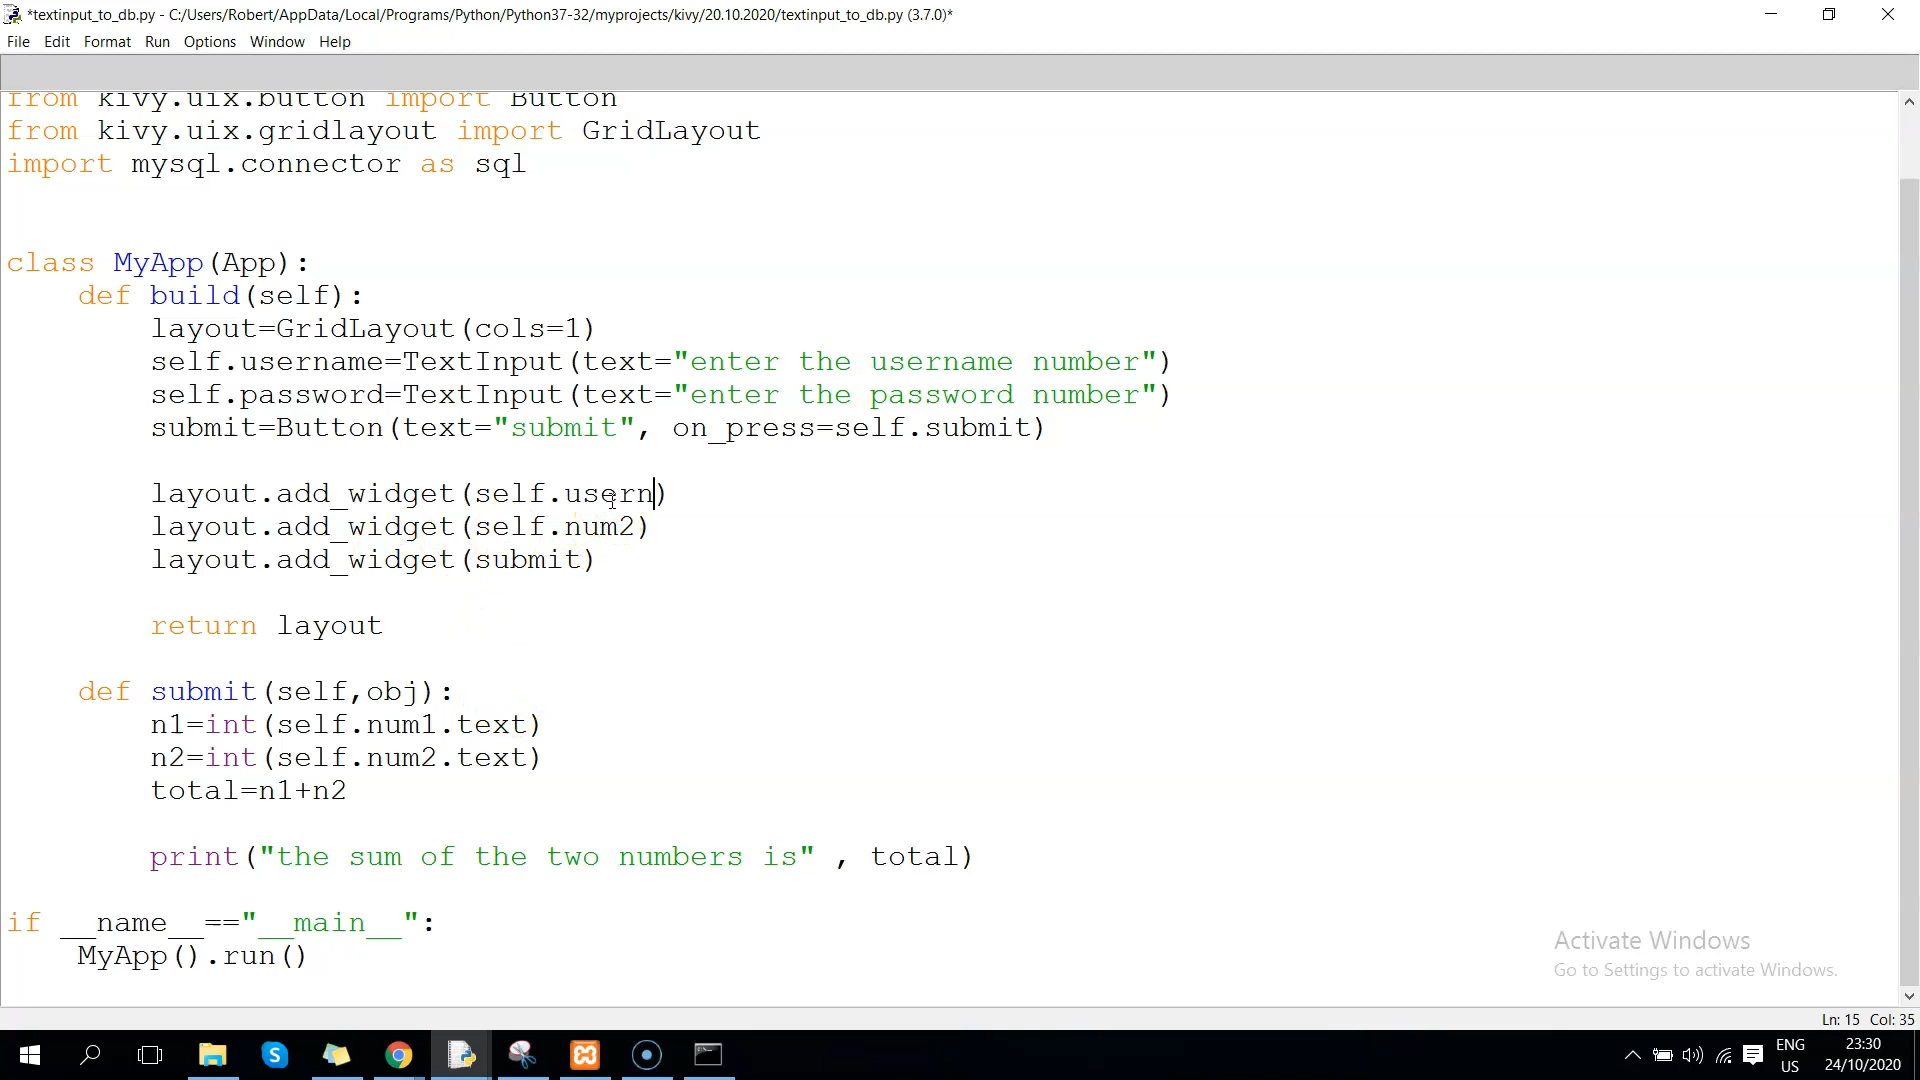 *textinput_to_db.py - C:/Users/Robert/AppData/Local/Programs/Python/Python37-32/myprojects/kivy/20.10.2020/textinput_to_db.py (3.7.0)*
File Edit Format Run Options Window Help
from kivy.uix.button import Button
from kivy.uix.gridlayout import GridLayout
import mysql.connector as sql
class MyApp(App):
def build(self):
layout=GridLayout(cols=1)
self.username=TextInput(text="enter the username number")
self.password=TextInput(text="enter the password number")
submit=Button(text="submit", on_press=self.submit)
layout.add_widget(self.usern)
layout.add_widget(self.num2)
layout.add_widget(submit)
return layout
def submit(self,obj):
n1=int(self.num1.text)
n2=int(self.num2.text)
total=n1+n2
print("the sum of the two numbers is" , total)
if __name__=="__main__":
MyApp().run()
Activate Windows
Go to Settings to activate Windows.
Ln: 15 Col: 35
ENG
US
23:30
24/10/2020